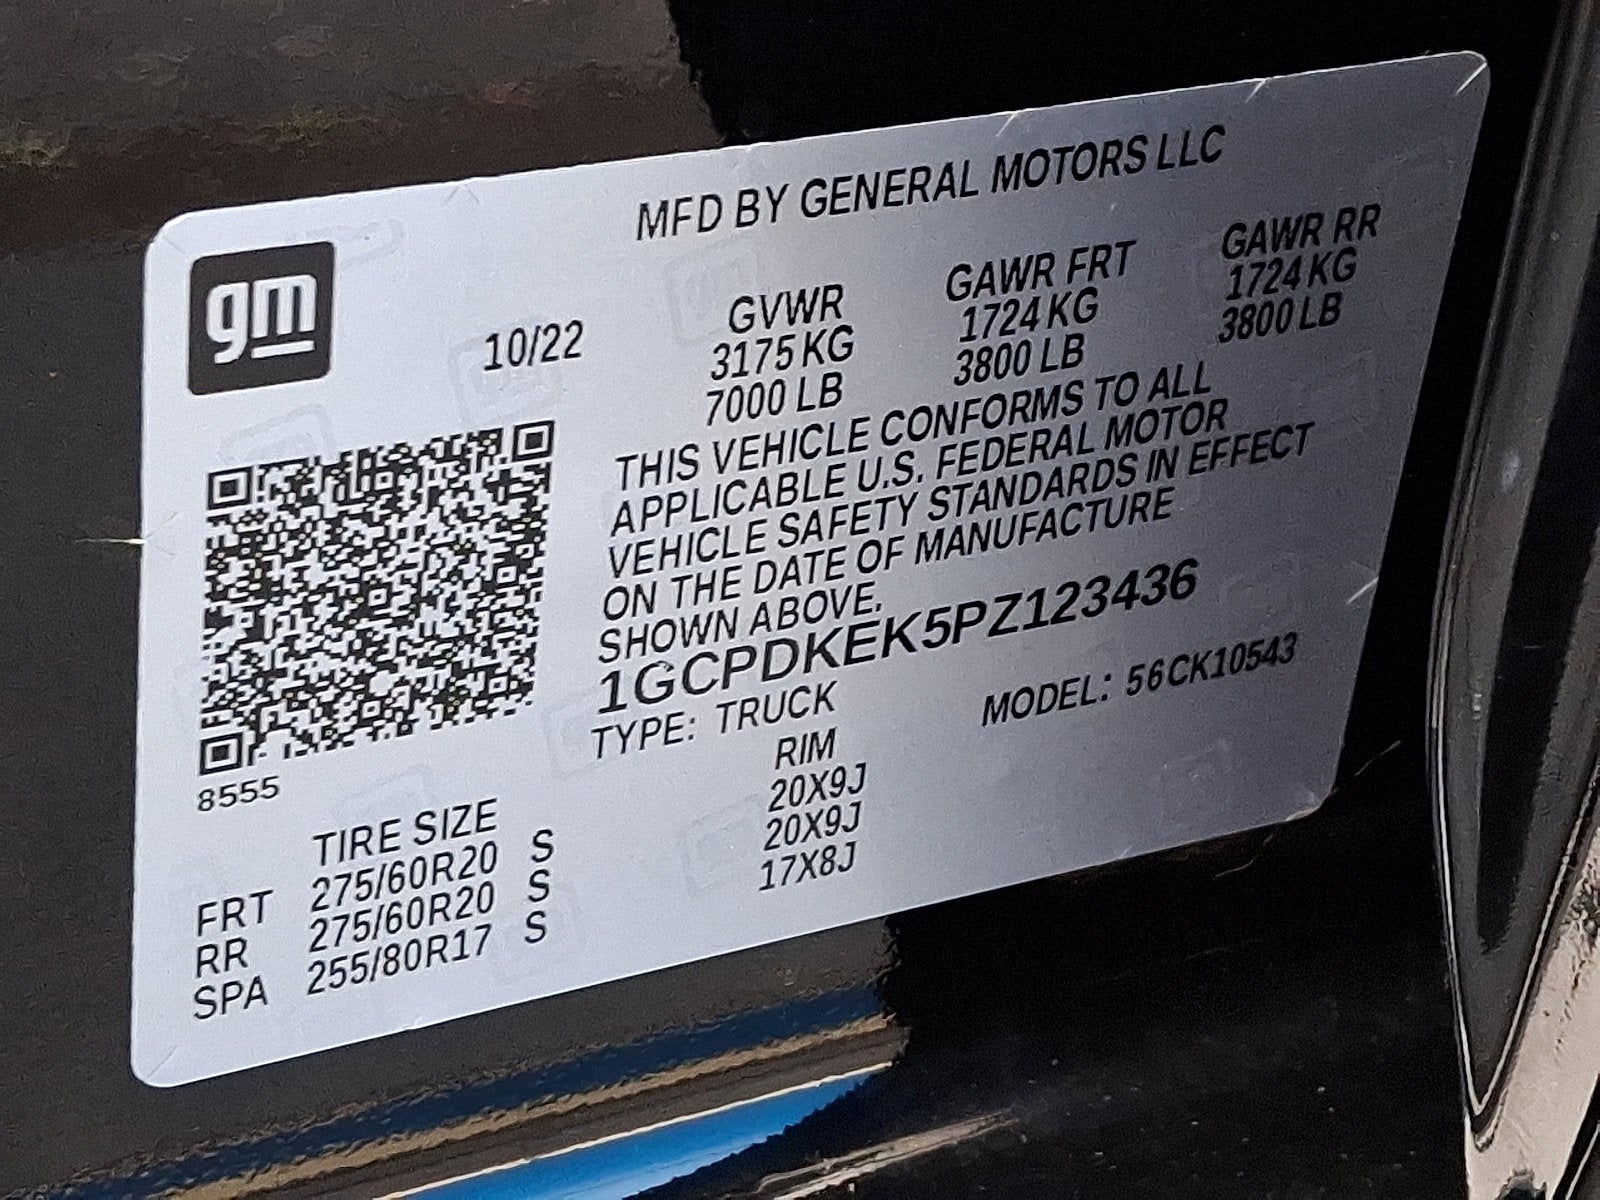 MFD BY GENERAL MOTORS LLC
gm
10/22
GVWR GAWR FRT GAWR RR
3175 KG 1724 KG 1724 KG
7000 LB 3800 LB 3800 LB
THIS VEHICLE CONFORMS TO ALL
APPLICABLE U.S. FEDERAL MOTOR
VEHICLE SAFETY STANDARDS IN EFFECT
ON THE DATE OF MANUFACTURE
SHOWN ABOVE.
1GCPDKEK5PZ123436
TYPE: TRUCK MODEL: 56CK10543
8555
TIRE SIZE RIM
FRT 275/60R20 S 20X9J
RR 275/60R20 S 20X9J
SPA 255/80R17 S 17X8J